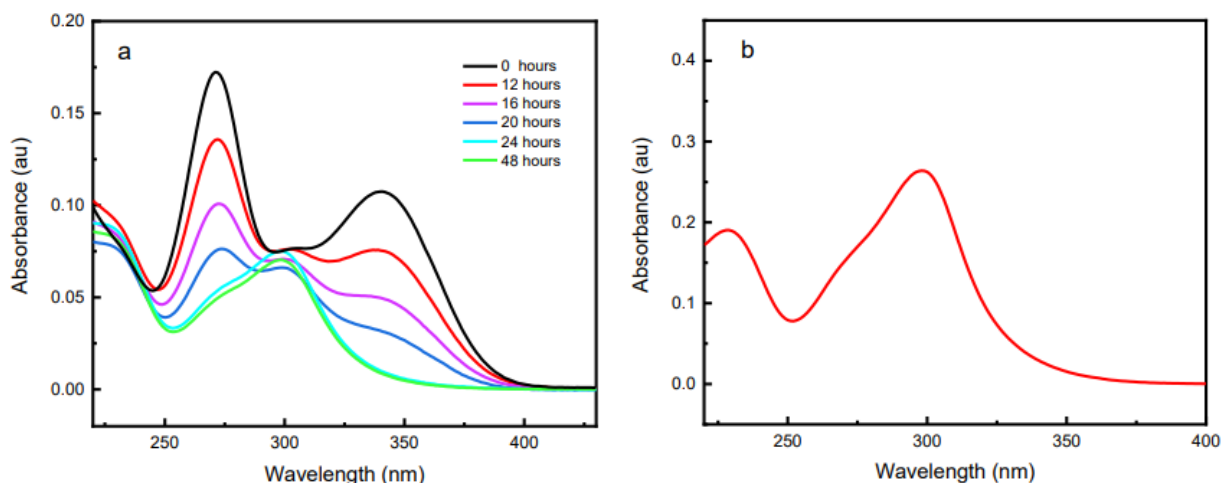 a
0 hours
12 hours
16 hours
20 hours
24 hours
48 hours
0.20
0.15
0.10
0.05
0.00
Absorbance (au)
250
300
350
400
Wavelength (nm)
b
0.4
0.3
0.2
0.1
0.0
Absorbance (au)
250
300
350
400
Wavelength (nm)